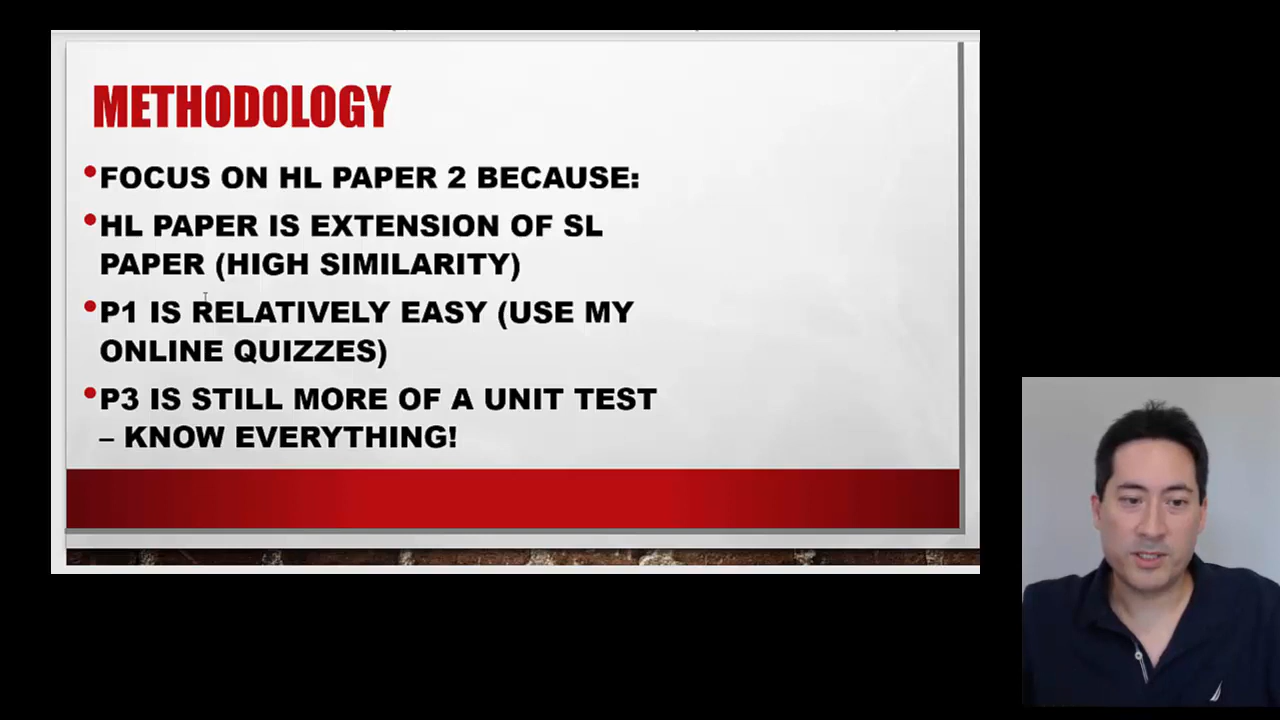 METHODOLOGY
•FOCUS ON HL PAPER 2 BECAUSE:
•HL PAPER IS EXTENSION OF SL
PAPER (HIGH SIMILARITY)
•P1 IS RELATIVELY EASY (USE MY
ONLINE QUIZZES)
•P3 IS STILL MORE OF A UNIT TEST
– KNOW EVERYTHING!